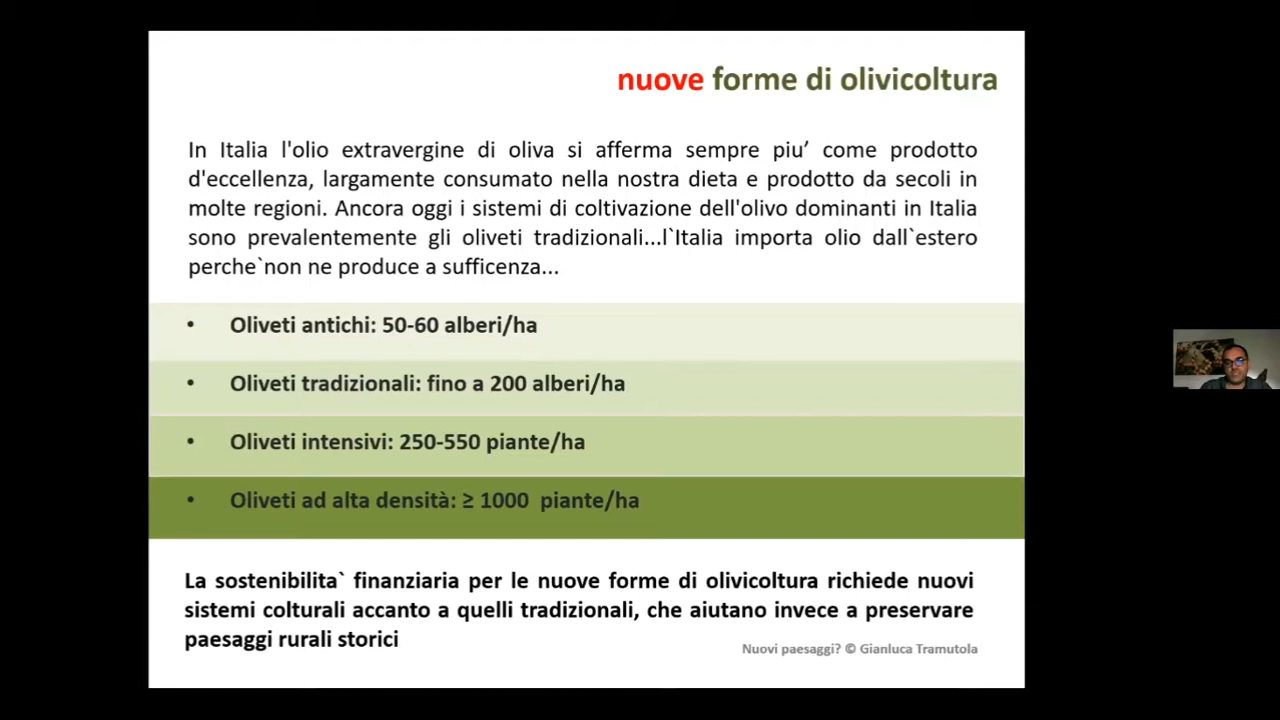 nuove forme di olivicoltura
In Italia l'olio extravergine di oliva si afferma sempre piu’ come prodotto
d'eccellenza, largamente consumato nella nostra dieta e prodotto da secoli in
molte regioni. Ancora oggi i sistemi di coltivazione dell'olivo dominanti in Italia
sono prevalentemente gli oliveti tradizionali...l`Italia importa olio dall`estero
perche`non ne produce a sufficenza...
• Oliveti antichi: 50-60 alberi/ha
• Oliveti tradizionali: fino a 200 alberi/ha
• Oliveti intensivi: 250-550 piante/ha
• Oliveti ad alta densità: ≥ 1000 piante/ha
La sostenibilita` finanziaria per le nuove forme di olivicoltura richiede nuovi
sistemi colturali accanto a quelli tradizionali, che aiutano invece a preservare
paesaggi rurali storici
Nuovi paesaggi? © Gianluca Tramutola